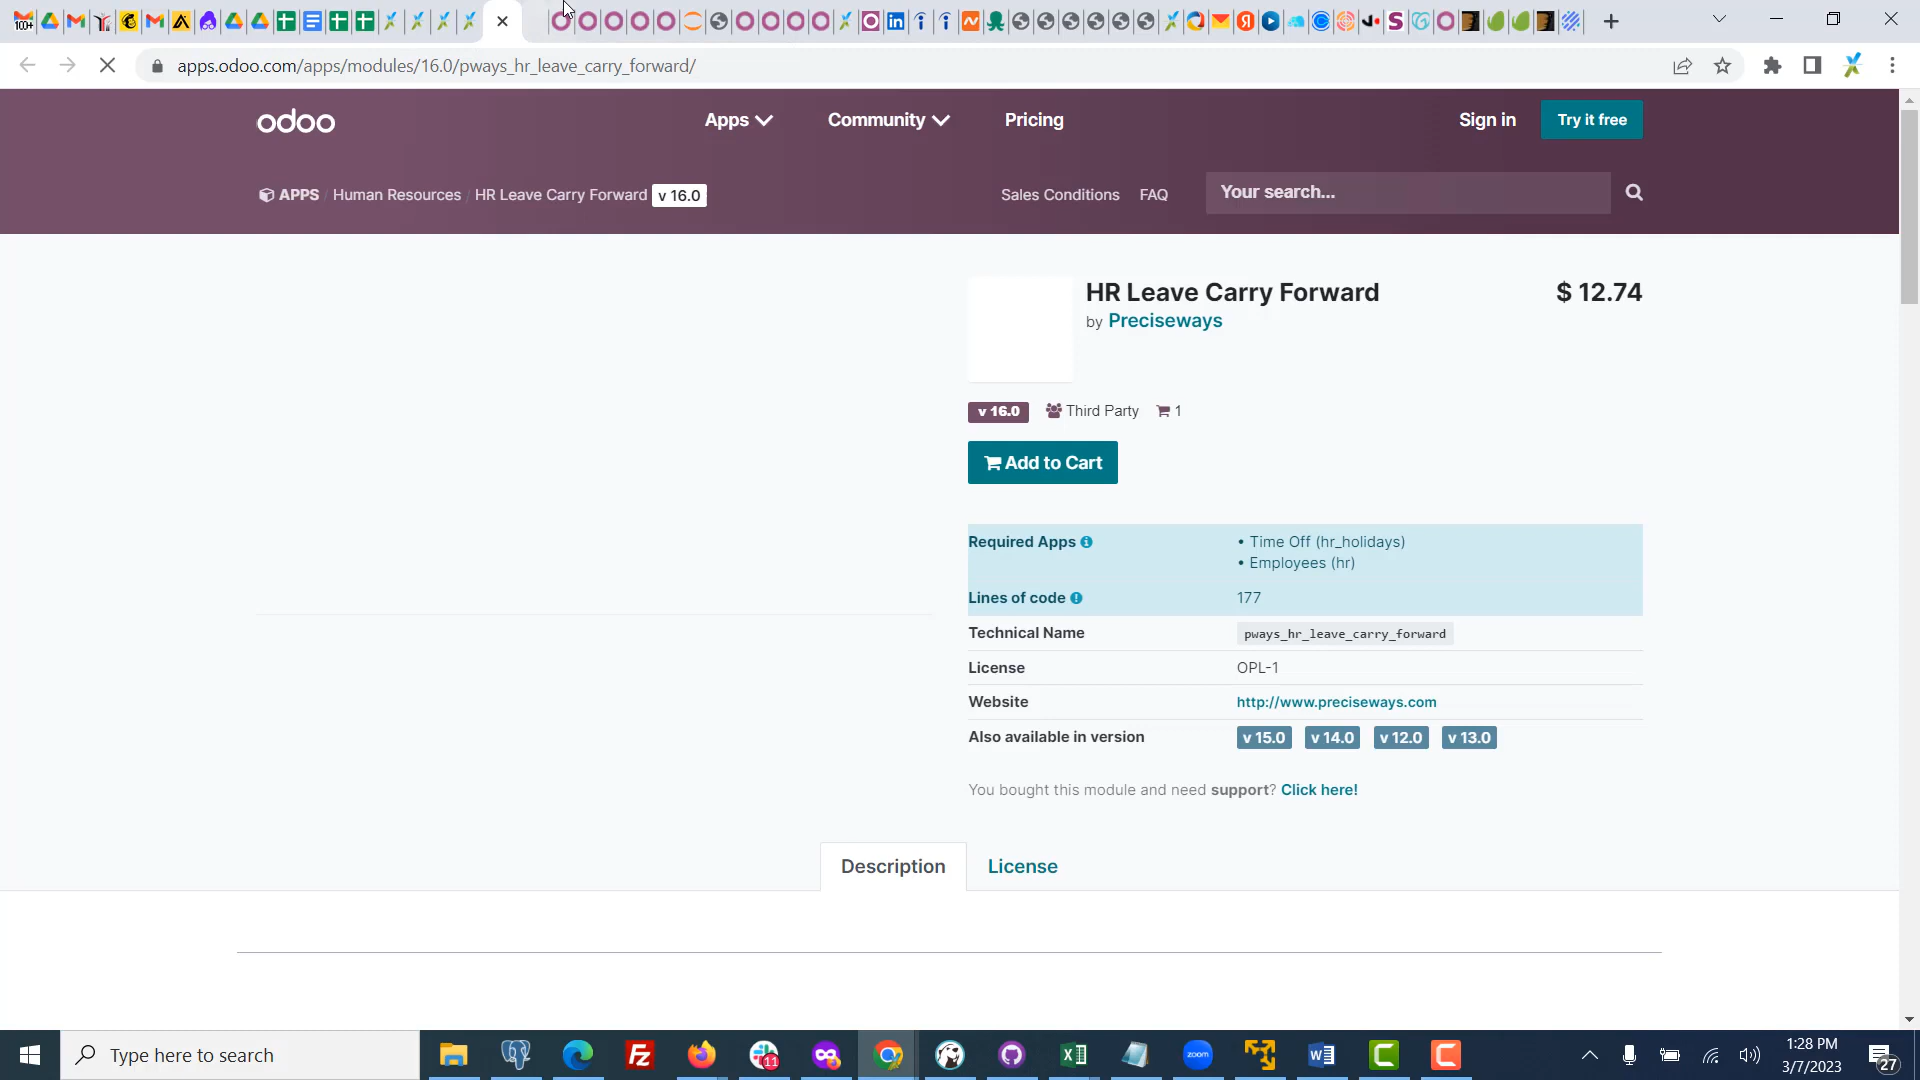 apps.odoo.com/apps/modules/16.0/pways_hr_leave_carry_forward/
odoo
Apps
Community
Pricing
Sign in
Try it free
APPS / Human Resources / HR Leave Carry Forward v 16.0
Sales Conditions
FAQ
Your search...
HR Leave Carry Forward
$ 12.74
by Preciseways
v 16.0
Third Party
1
Add to Cart
Required Apps
• Time Off (hr_holidays)
• Employees (hr)
Lines of code
177
Technical Name
pways_hr_leave_carry_forward
License
OPL-1
Website
http://www.preciseways.com
Also available in version
v 15.0 v 14.0 v 12.0 v 13.0
You bought this module and need support? Click here!
Description
License
Type here to search
11
zoom
1:28 PM
3/7/2023
27